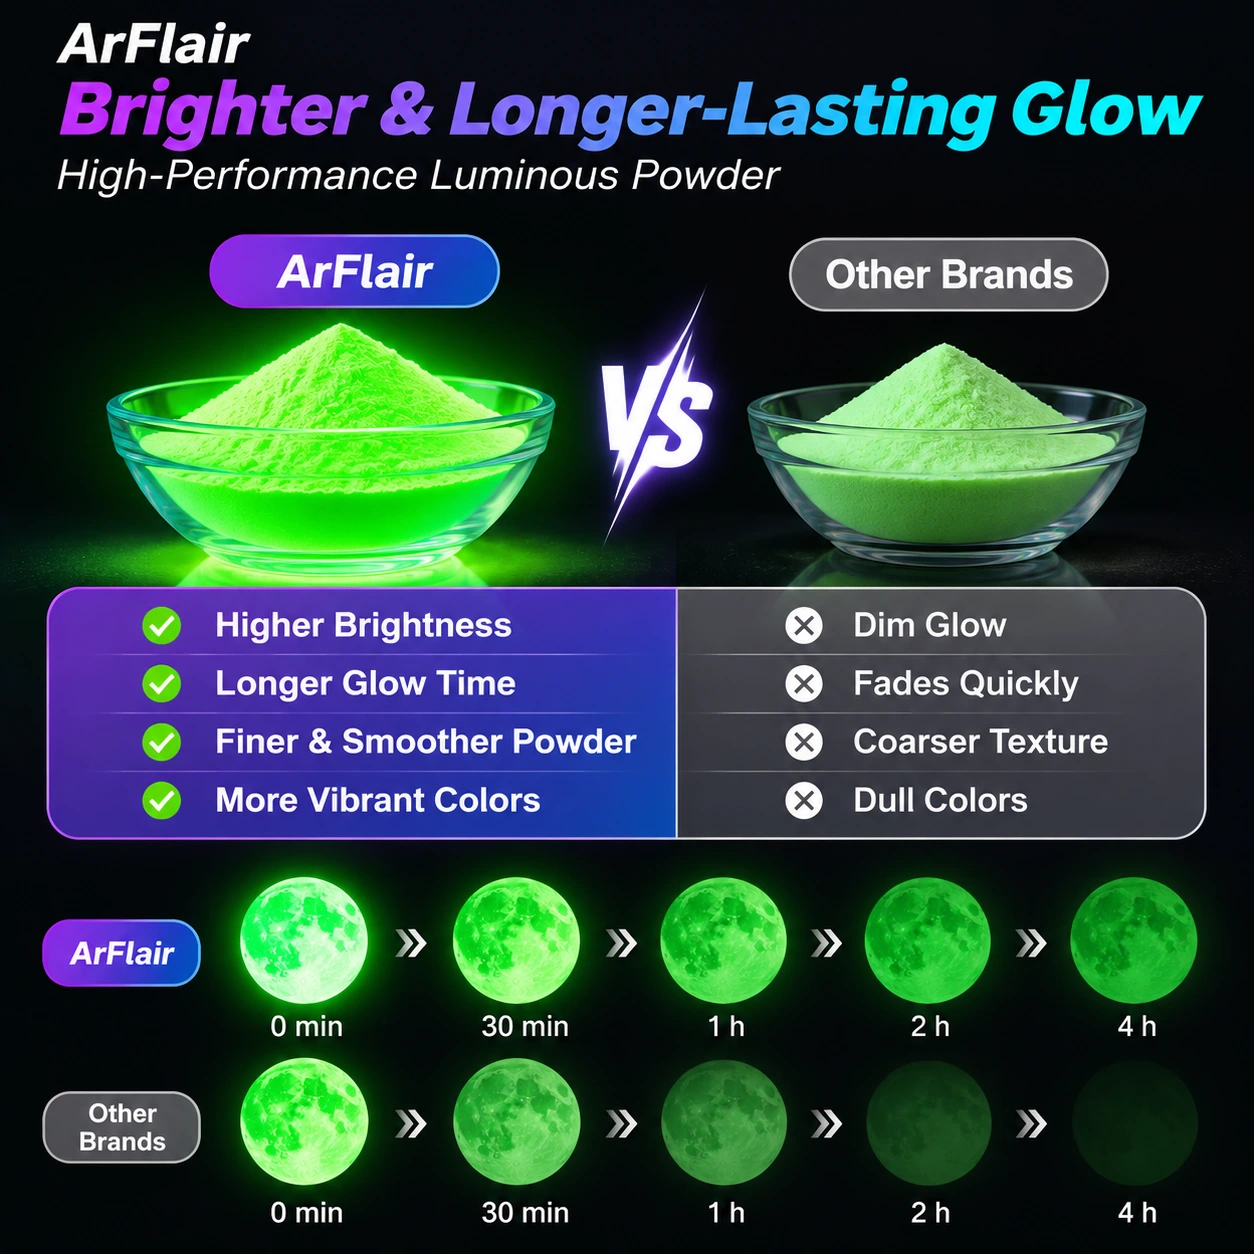 ArFlair
Brighter & Longer-Lasting Glow
High-Performance Luminous Powder
ArFlair
Other Brands
VS
Higher Brightness
Dim Glow
Longer Glow Time
Fades Quickly
Finer & Smoother Powder
Coarser Texture
More Vibrant Colors
Dull Colors
ArFlair
0 min
30 min
1 h
2 h
4 h
Other
Brands
0 min
30 min
1 h
2 h
4 h